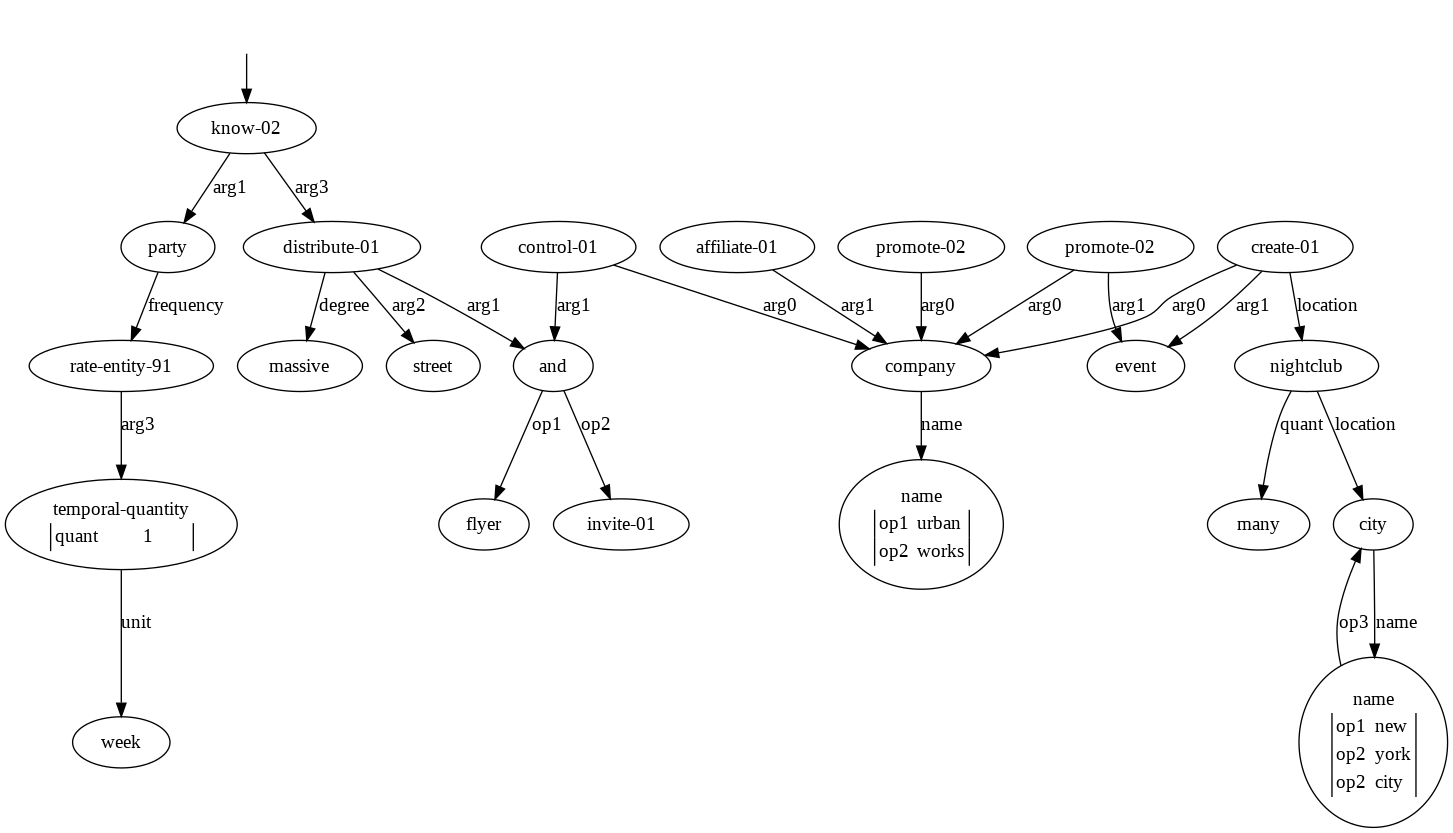 know-02
arg1 arg3
party distribute-01 control-01 affiliate-01 promote-02 promote-02 create-01
frequency degree arg2 arg1 arg1 arg0 arg1 arg0 arg0 arg1 arg0 arg1 location
rate-entity-91 massive street and company event nightclub
arg3 op1 op2 name quant location
temporal-quantity
quant 1
flyer invite-01
name
op1 urban
op2 works
many city
unit op3 name
week
name
op1 new
op2 york
op2 city